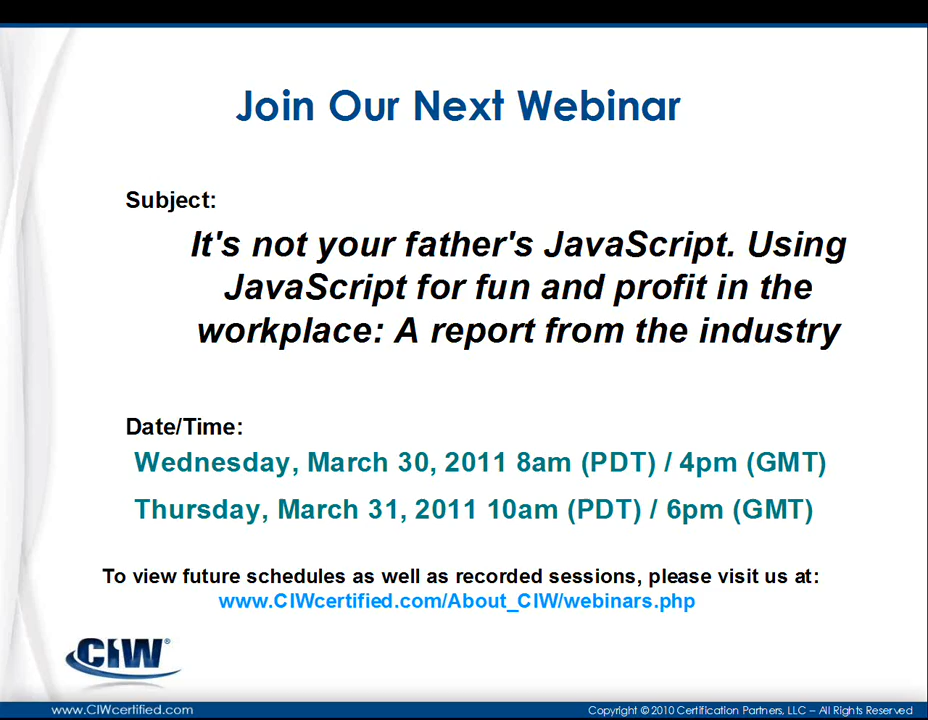 Join Our Next Webinar
Subject:
It's not your father's JavaScript. Using
JavaScript for fun and profit in the
workplace: A report from the industry
Date/Time:
Wednesday, March 30, 2011 8am (PDT) / 4pm (GMT)
Thursday, March 31, 2011 10am (PDT) / 6pm (GMT)
To view future schedules as well as recorded sessions, please visit us at:
www.CIWcertified.com/About_CIW/webinars.php
CIW®
www.CIWcertified.com
Copyright © 2010 Certification Partners, LLC – All Rights Reserved